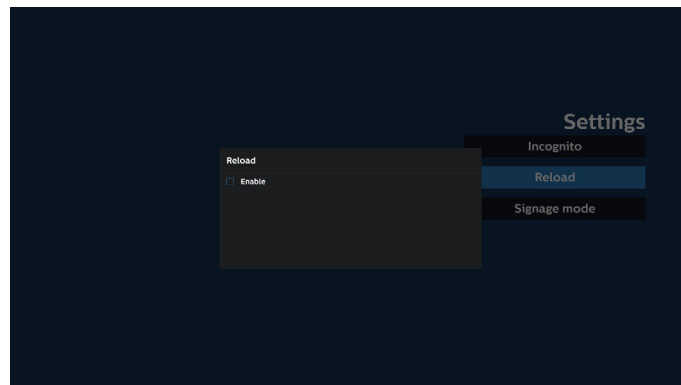 Settings
Incognito
Reload
Signage mode
Reload
Enable